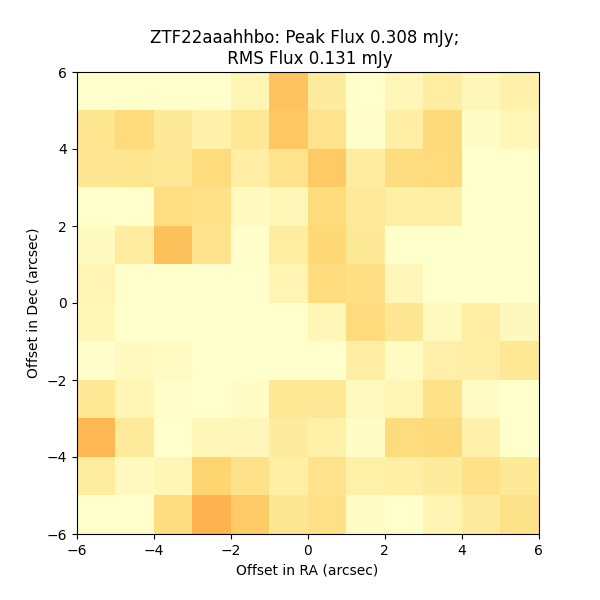 ZTF22aaahhbo: Peak Flux 0.308 mJy;
RMS Flux 0.131 mJy
6
4
2
0
−2
−4
−6
Offset in Dec (arcsec)
−6 −4 −2 0 2 4 6
Offset in RA (arcsec)